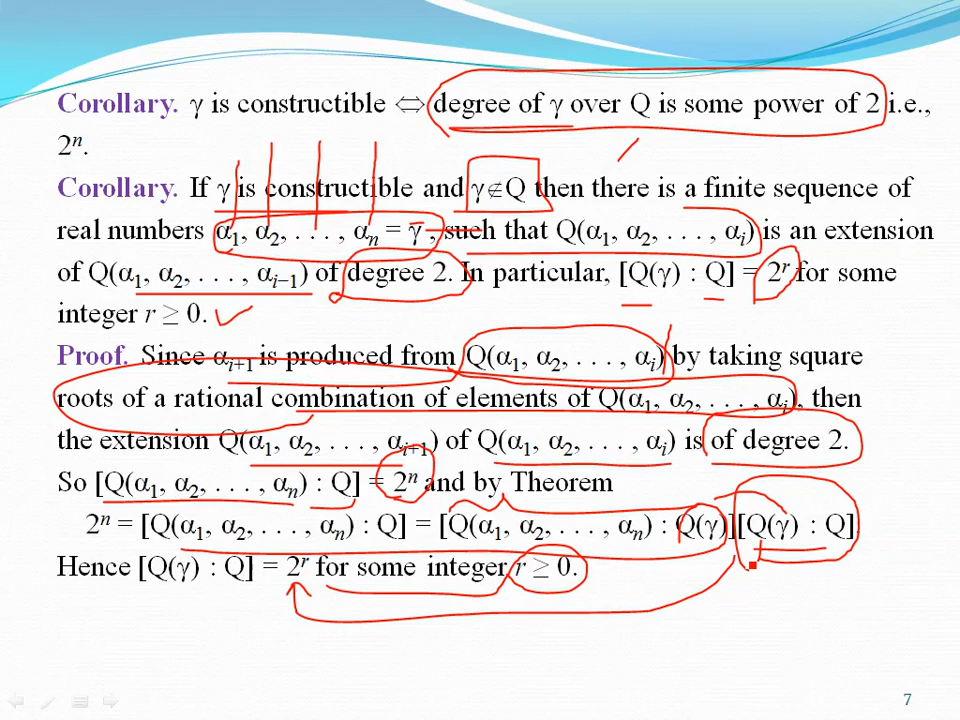 Corollary. γ is constructible ⇔ degree of γ over Q is some power of 2 i.e.,
2ⁿ.
Corollary. If γ is constructible and γ∉Q then there is a finite sequence of
real numbers α₁, α₂, . . . , αₙ = γ , such that Q(α₁, α₂, . . . , αᵢ) is an extension
of Q(α₁, α₂, . . . , αᵢ₋₁) of degree 2. In particular, [Q(γ) : Q] = 2ʳ for some
integer r ≥ 0.
Proof. Since αᵢ₊₁ is produced from Q(α₁, α₂, . . . , αᵢ) by taking square
roots of a rational combination of elements of Q(α₁, α₂, . . . , αᵢ), then
the extension Q(α₁, α₂, . . . , αᵢ₊₁) of Q(α₁, α₂, . . . , αᵢ) is of degree 2.
So [Q(α₁, α₂, . . . , αₙ) : Q] = 2ⁿ and by Theorem
2ⁿ = [Q(α₁, α₂, . . . , αₙ) : Q] = [Q(α₁, α₂, . . . , αₙ) : Q(γ)][Q(γ) : Q].
Hence [Q(γ) : Q] = 2ʳ for some integer r ≥ 0.
7